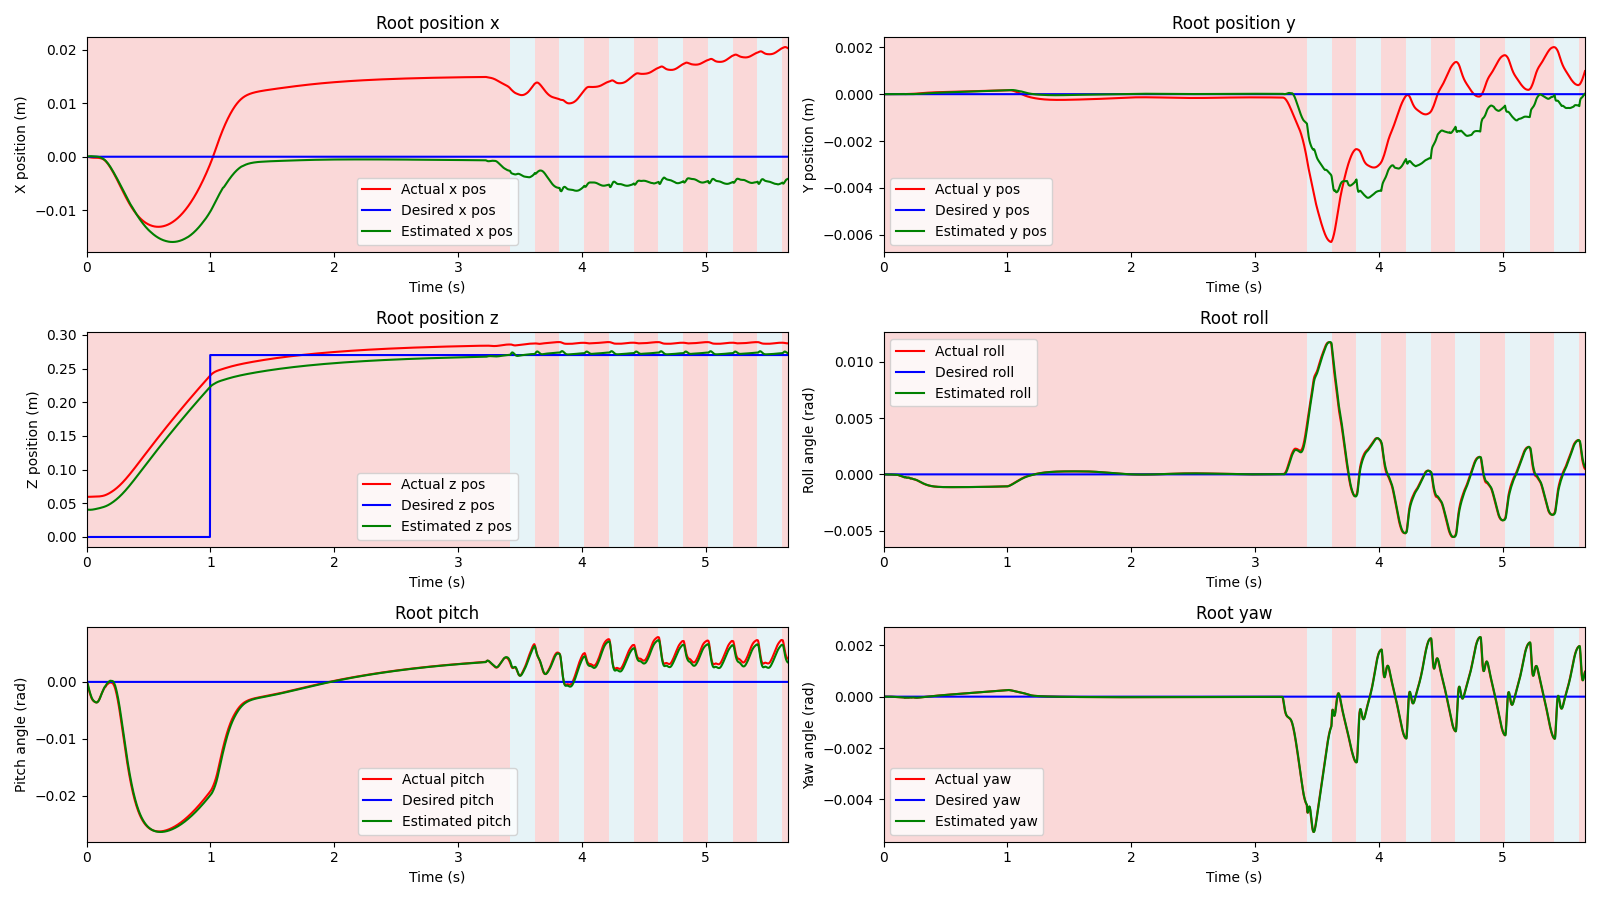 Root position x
X position (m)
0.02
0.01
0.00
−0.01
Actual x pos
Desired x pos
Estimated x pos
0 1 2 3 4 5
Time (s)
Root position y
Y position (m)
0.002
0.000
−0.002
−0.004
−0.006
Actual y pos
Desired y pos
Estimated y pos
0 1 2 3 4 5
Time (s)
Root position z
Z position (m)
0.30
0.25
0.20
0.15
0.10
0.05
0.00
Actual z pos
Desired z pos
Estimated z pos
0 1 2 3 4 5
Time (s)
Root roll
Roll angle (rad)
0.010
0.005
0.000
−0.005
Actual roll
Desired roll
Estimated roll
0 1 2 3 4 5
Time (s)
Root pitch
Pitch angle (rad)
0.00
−0.01
−0.02
Actual pitch
Desired pitch
Estimated pitch
0 1 2 3 4 5
Time (s)
Root yaw
Yaw angle (rad)
0.002
0.000
−0.002
−0.004
Actual yaw
Desired yaw
Estimated yaw
0 1 2 3 4 5
Time (s)